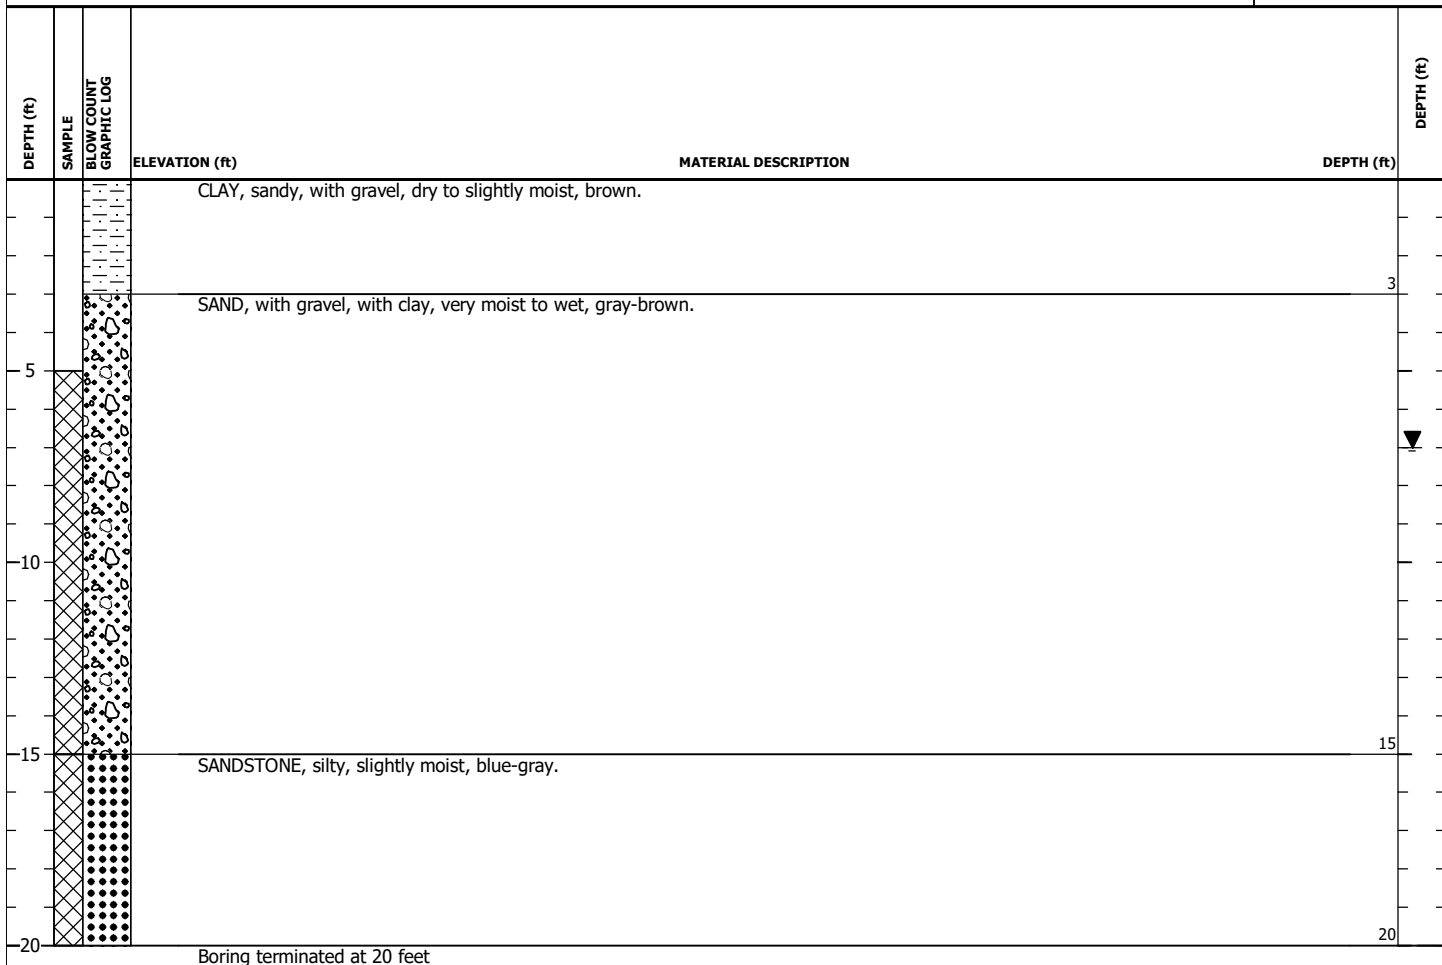 DEPTH (ft)
SAMPLE
BLOW COUNT
GRAPHIC LOG
ELEVATION (ft)
MATERIAL DESCRIPTION
DEPTH (ft)
DEPTH (ft)
CLAY, sandy, with gravel, dry to slightly moist, brown.
3
SAND, with gravel, with clay, very moist to wet, gray-brown.
5
10
15
15
SANDSTONE, silty, slightly moist, blue-gray.
20
20
Boring terminated at 20 feet